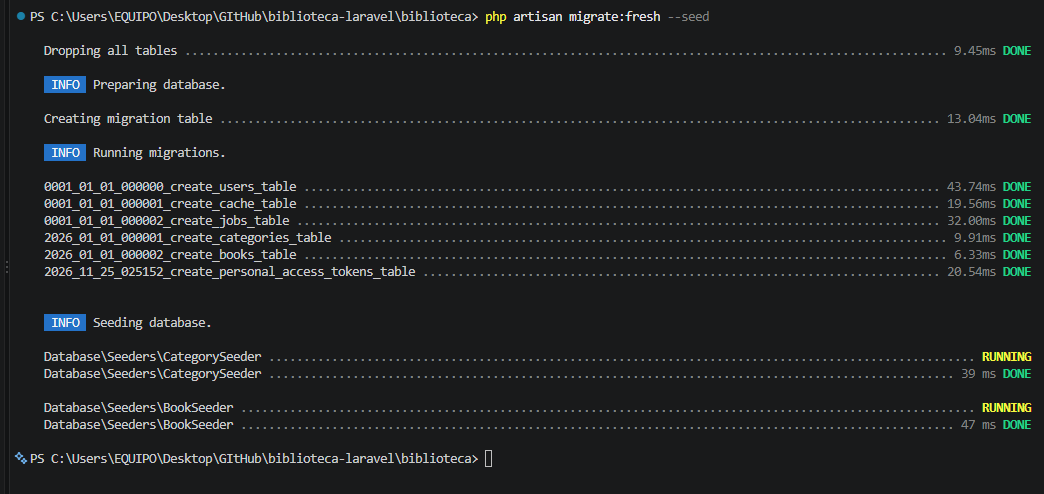 PS C:\Users\EQUIPO\Desktop\GItHub\biblioteca-laravel\biblioteca> php artisan migrate:fresh --seed
Dropping all tables ........................................................................................................... 9.45ms DONE
INFO Preparing database.
Creating migration table ..................................................................................................... 13.04ms DONE
INFO Running migrations.
0001_01_01_000000_create_users_table ......................................................................................... 43.74ms DONE
0001_01_01_000001_create_cache_table ......................................................................................... 19.56ms DONE
0001_01_01_000002_create_jobs_table .......................................................................................... 32.00ms DONE
2026_01_01_000001_create_categories_table ..................................................................................... 9.91ms DONE
2026_01_01_000002_create_books_table .......................................................................................... 6.33ms DONE
2026_11_25_025152_create_personal_access_tokens_table ........................................................................ 20.54ms DONE
INFO Seeding database.
Database\Seeders\CategorySeeder .................................................................................................... RUNNING
Database\Seeders\CategorySeeder ................................................................................................. 39 ms DONE
Database\Seeders\BookSeeder ........................................................................................................ RUNNING
Database\Seeders\BookSeeder ..................................................................................................... 47 ms DONE
PS C:\Users\EQUIPO\Desktop\GItHub\biblioteca-laravel\biblioteca>